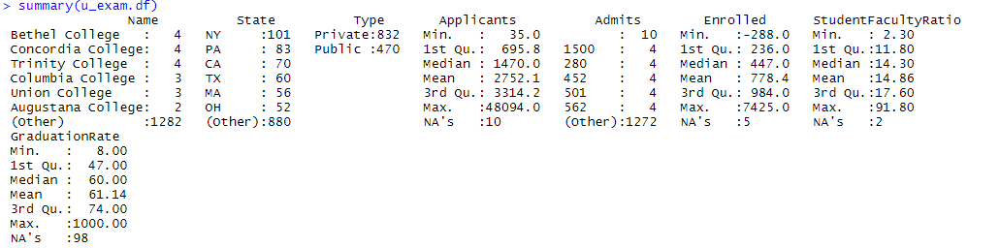 > summary(u_exam.df)
Name State Type Applicants Admits Enrolled StudentFacultyRatio
Bethel College : 4 NY :101 Private:832 Min. : 35.0 : 10 Min. :-288.0 Min. : 2.30
Concordia College: 4 PA : 83 Public :470 1st Qu.: 695.8 1500 : 4 1st Qu.: 236.0 1st Qu.:11.80
Trinity College : 4 CA : 70 Median : 1470.0 280 : 4 Median : 447.0 Median :14.30
Columbia College : 3 TX : 60 Mean : 2752.1 452 : 4 Mean : 778.4 Mean :14.86
Union College : 3 MA : 56 3rd Qu.: 3314.2 501 : 4 3rd Qu.: 984.0 3rd Qu.:17.60
Augustana College: 2 OH : 52 Max. :48094.0 562 : 4 Max. :7425.0 Max. :91.80
(Other) :1282 (Other):880 NA's :10 (Other):1272 NA's :5 NA's :2
GraduationRate
Min. : 8.00
1st Qu.: 47.00
Median : 60.00
Mean : 61.14
3rd Qu.: 74.00
Max. :1000.00
NA's :98